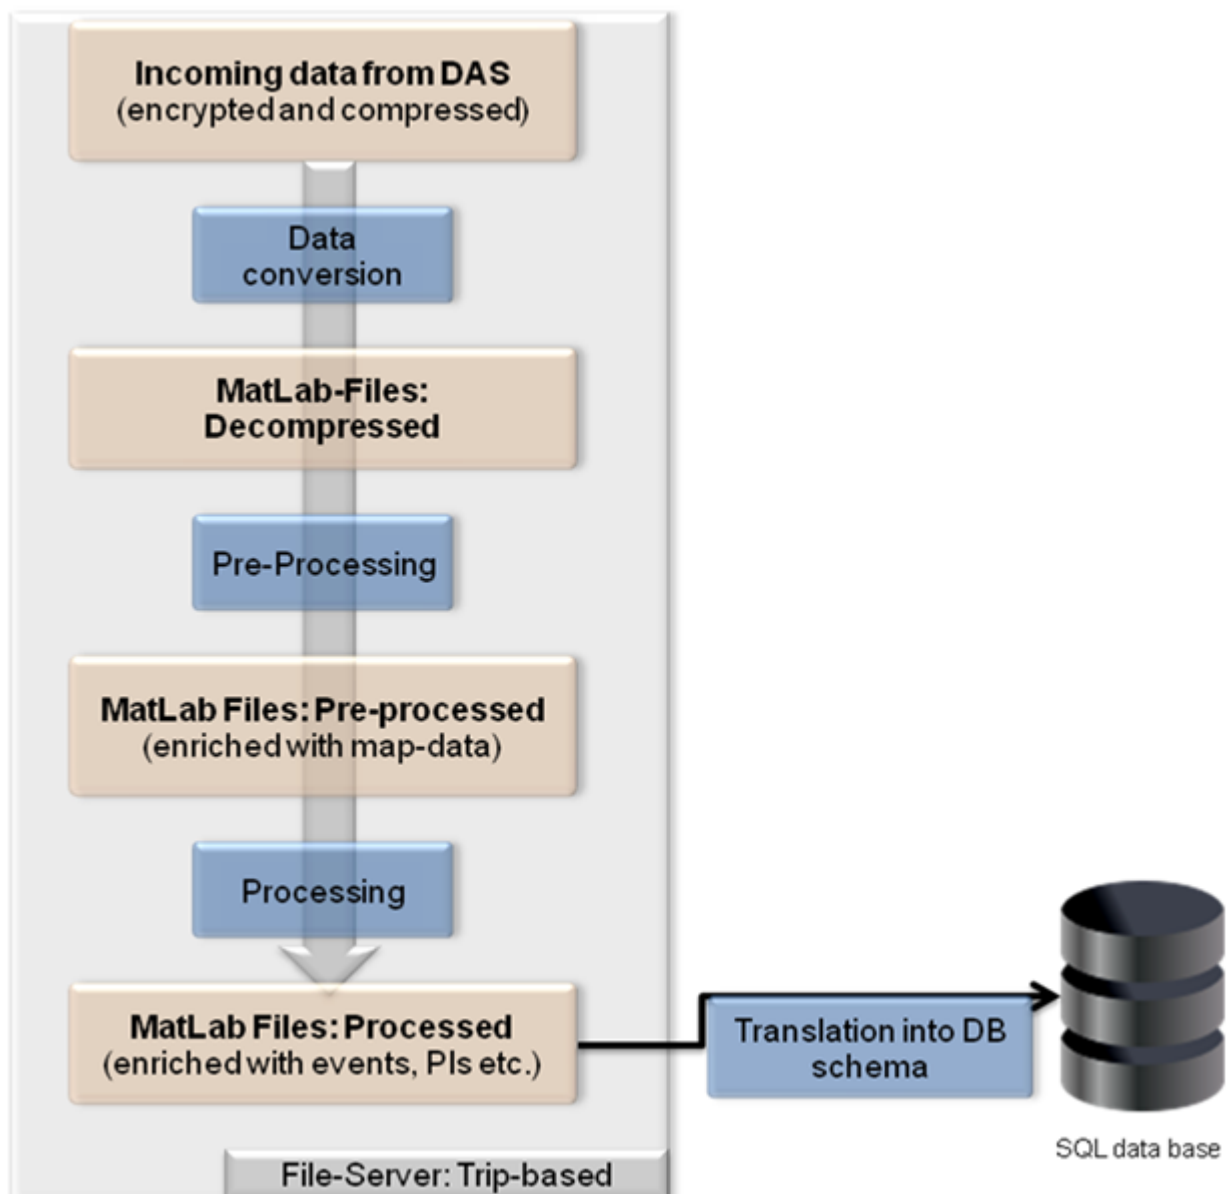 Incoming data from DAS
(encrypted and compressed)
Data
conversion
MatLab-Files:
Decompressed
Pre-Processing
MatLab Files: Pre-processed
(enriched with map-data)
Processing
MatLab Files: Processed
(enriched with events, PIs etc.)
Translation into DB
schema
SQL data base
File-Server: Trip-based